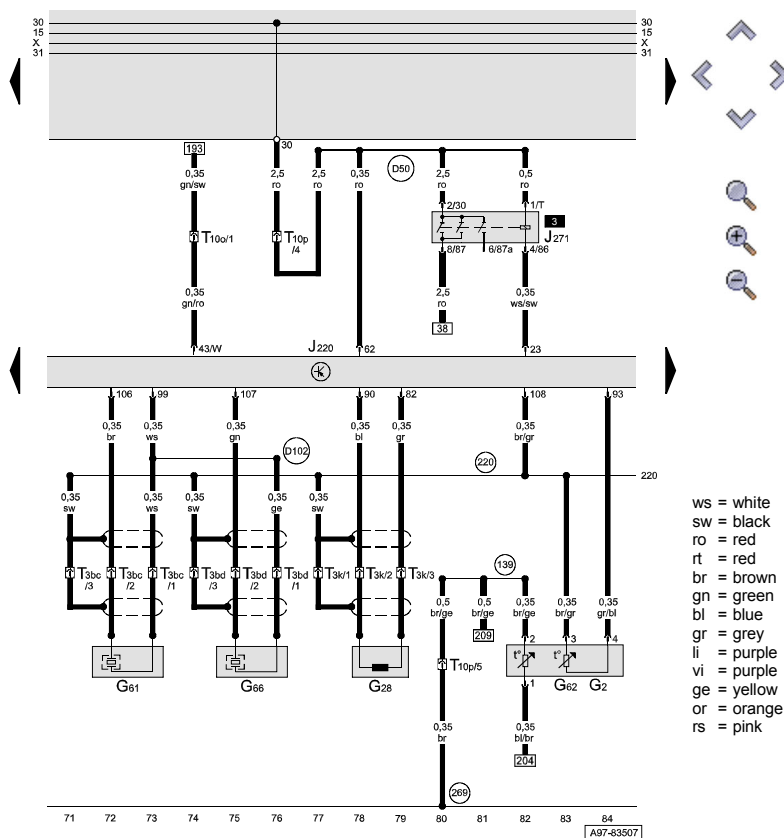 30 30
15 15
X X
31 31
193 30 D50
0,35 2,5 2,5 0,35 2,5 0,5
gn/sw ro ro ro ro ro
2/30 1/T
3
T10o/1 T10p J271
/4
8/87 6/87a 4/86
0,35 2,5 0,35
gn/ro ro ws/sw
38
43/W J220 62 23
106 99 107 90 82 108 93
0,35 0,35 0,35 0,35 0,35 0,35
br ws gn bl gr br/gr
D102
220 220
0,35 0,35 0,35 0,35 0,35
sw ws sw ge sw
ws = white
sw = black
ro = red
rt = red
br = brown
gn = green
bl = blue
gr = grey
li = purple
vi = purple
ge = yellow
or = orange
rs = pink
139
T3bc T3bc T3bc T3bd T3bd T3bd T3k/1 T3k/2 T3k/3
/3 /2 /1 /3 /2 /1
0,5 0,5 0,35 0,35 0,35
br/ge br/ge br/ge br/gr gr/bl
209
2 3 4
t° t°
T10p/5
1
G61 G66 G28 G62 G2
0,35 0,35
br bl/br
204
269
71 72 73 74 75 76 77 78 79 80 81 82 83 84
A97-83507